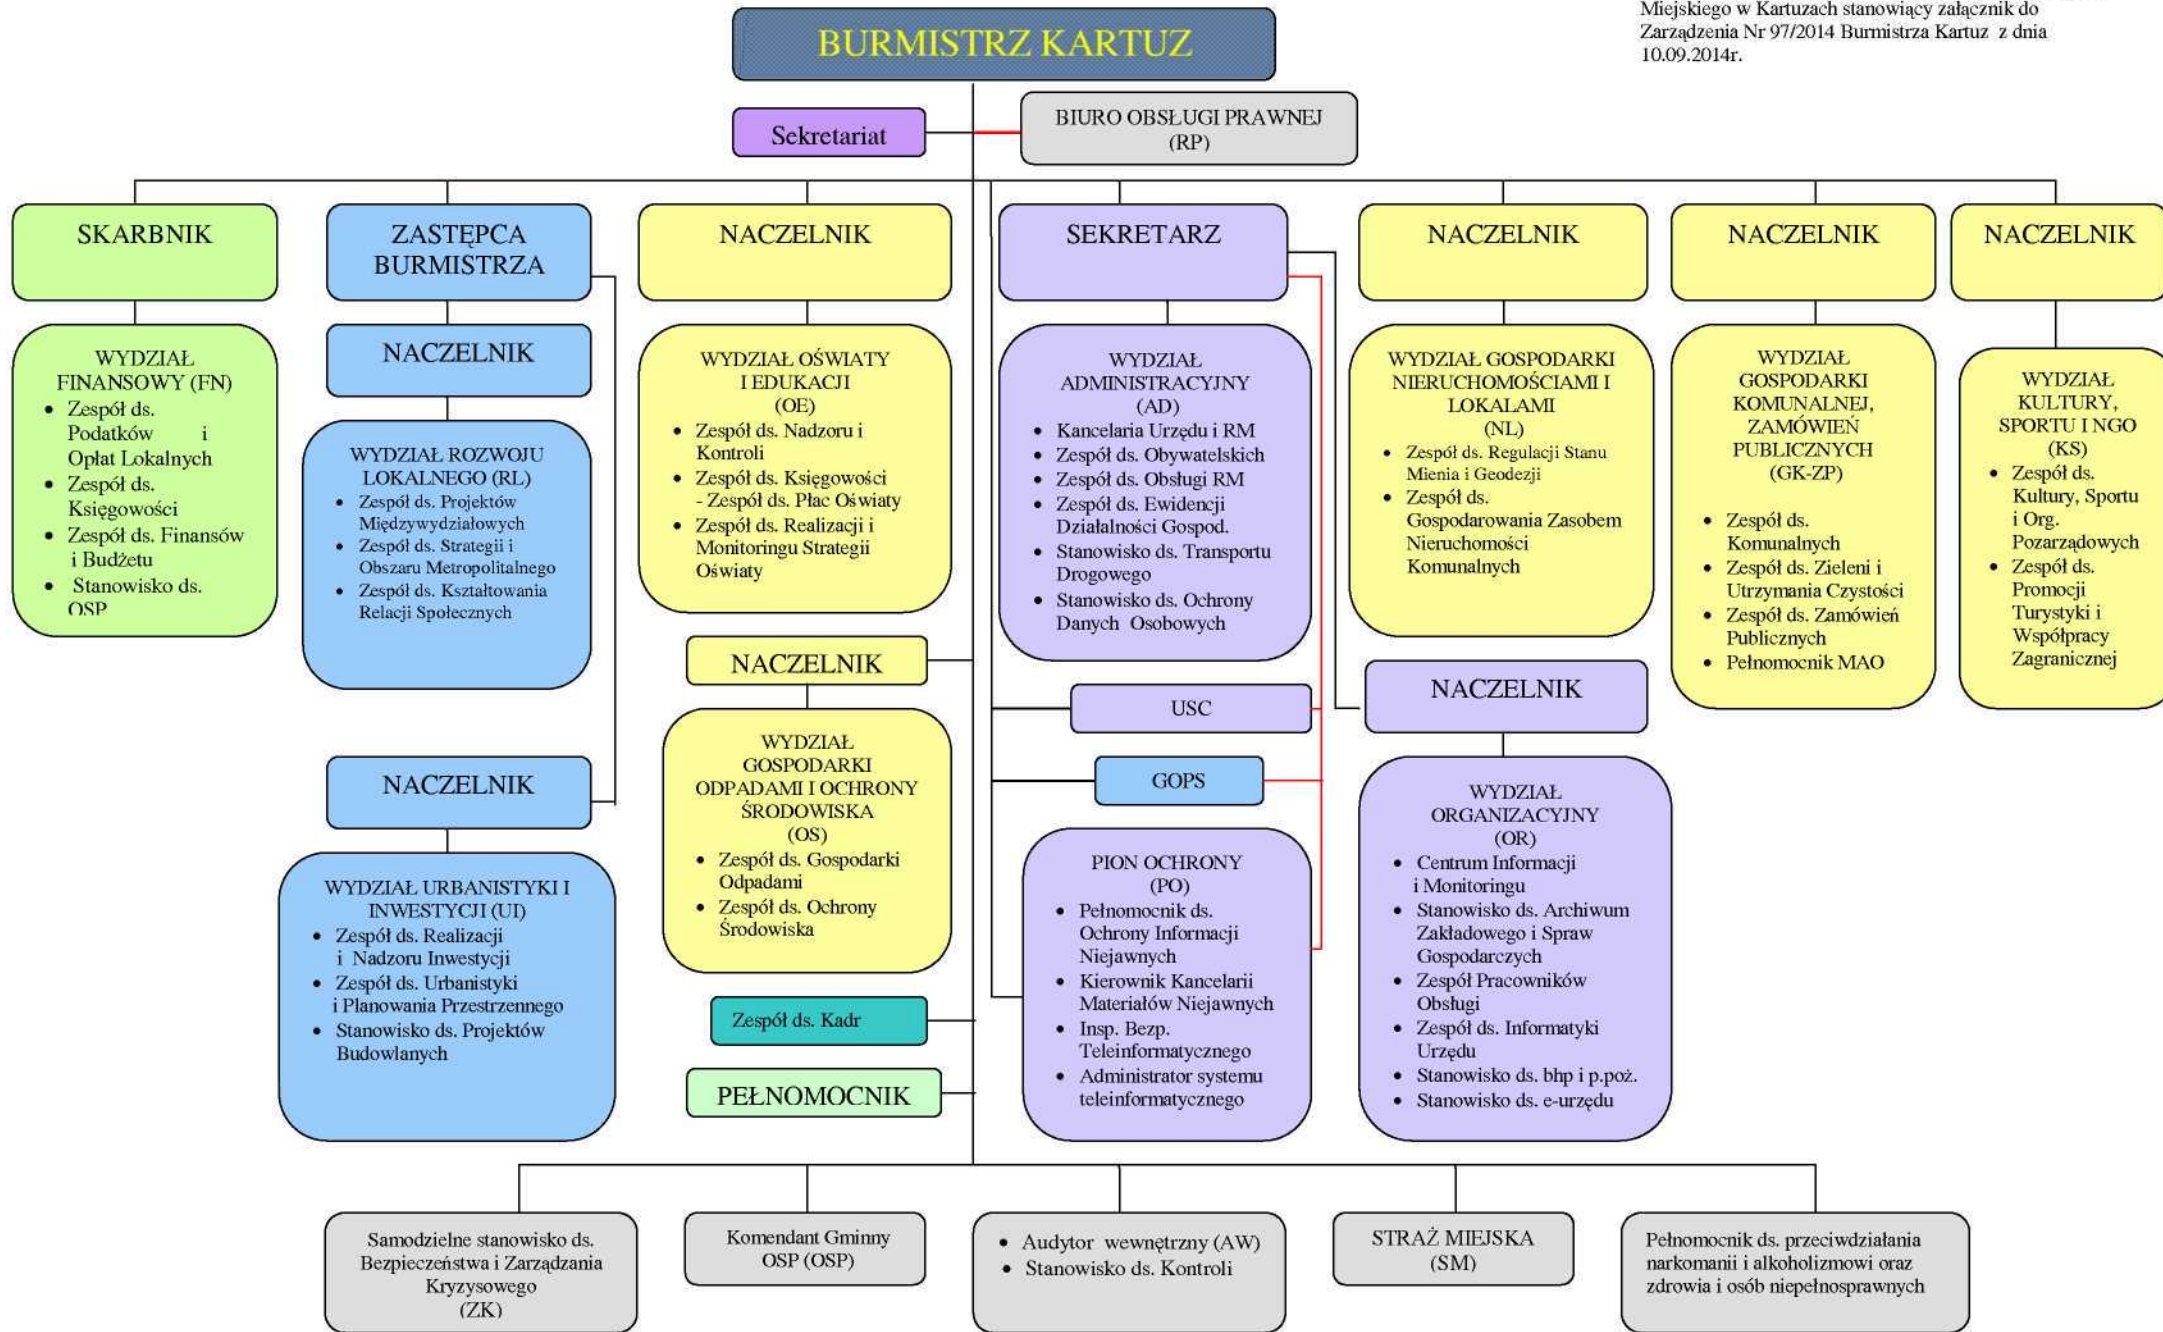 Miejskiego w Kartuzach stanowiący załącznik do
Zarządzenia Nr 97/2014 Burmistrza Kartuz z dnia
10.09.2014r.
BURMISTRZ KARTUZ
Sekretariat
BIURO OBSŁUGI PRAWNEJ
(RP)
SKARBNIK
ZASTĘPCA
BURMISTRZA
NACZELNIK
SEKRETARZ
NACZELNIK
NACZELNIK
NACZELNIK
WYDZIAŁ
FINANSOWY (FN)
• Zespół ds.
Podatków i
Opłat Lokalnych
• Zespół ds.
Księgowości
• Zespół ds. Finansów
i Budżetu
• Stanowisko ds.
OSP
NACZELNIK
WYDZIAŁ ROZWOJU
LOKALNEGO (RL)
• Zespół ds. Projektów
Międzywydziałowych
• Zespół ds. Strategii i
Obszaru Metropolitalnego
• Zespół ds. Kształtowania
Relacji Społecznych
NACZELNIK
WYDZIAŁ URBANISTYKI I
INWESTYCJI (UI)
• Zespół ds. Realizacji
i Nadzoru Inwestycji
• Zespół ds. Urbanistyki
i Planowania Przestrzennego
• Stanowisko ds. Projektów
Budowlanych
WYDZIAŁ OŚWIATY
I EDUKACJI
(OE)
• Zespół ds. Nadzoru i
Kontroli
• Zespół ds. Księgowości
- Zespół ds. Płac Oświaty
• Zespół ds. Realizacji i
Monitoringu Strategii
Oświaty
NACZELNIK
WYDZIAŁ
GOSPODARKI
ODPADAMI I OCHRONY
ŚRODOWISKA
(OS)
• Zespół ds. Gospodarki
Odpadami
• Zespół ds. Ochrony
Środowiska
Zespół ds. Kadr
PEŁNOMOCNIK
WYDZIAŁ
ADMINISTRACYJNY
(AD)
• Kancelaria Urzędu i RM
• Zespół ds. Obywatelskich
• Zespół ds. Obsługi RM
• Zespół ds. Ewidencji
Działalności Gospod.
• Stanowisko ds. Transportu
Drogowego
• Stanowisko ds. Ochrony
Danych Osobowych
USC
GOPS
PION OCHRONY
(PO)
• Pełnomocnik ds.
Ochrony Informacji
Niejawnych
• Kierownik Kancelarii
Materiałów Niejawnych
• Insp. Bezp.
Teleinformatycznego
• Administrator systemu
teleinformatycznego
WYDZIAŁ GOSPODARKI
NIERUCHOMOŚCIAMI I
LOKALAMI
(NL)
• Zespół ds. Regulacji Stanu
Mienia i Geodezji
• Zespół ds.
Gospodarowania Zasobem
Nieruchomości
Komunalnych
NACZELNIK
WYDZIAŁ
ORGANIZACYJNY
(OR)
• Centrum Informacji
i Monitoringu
• Stanowisko ds. Archiwum
Zakładowego i Spraw
Gospodarczych
• Zespół Pracowników
Obsługi
• Zespół ds. Informatyki
Urzędu
• Stanowisko ds. bhp i p.poż.
• Stanowisko ds. e-urzędu
WYDZIAŁ
GOSPODARKI
KOMUNALNEJ,
ZAMÓWIEŃ
PUBLICZNYCH
(GK-ZP)
• Zespół ds.
Komunalnych
• Zespół ds. Zieleni i
Utrzymania Czystości
• Zespół ds. Zamówień
Publicznych
• Pełnomocnik MAO
WYDZIAŁ
KULTURY,
SPORTU I NGO
(KS)
• Zespół ds.
Kultury, Sportu
i Org.
Pozarządowych
• Zespół ds.
Promocji
Turystyki i
Współpracy
Zagranicznej
Samodzielne stanowisko ds.
Bezpieczeństwa i Zarządzania
Kryzysowego
(ZK)
Komendant Gminny
OSP (OSP)
• Audytor wewnętrzny (AW)
• Stanowisko ds. Kontroli
STRAŻ MIEJSKA
(SM)
Pełnomocnik ds. przeciwdziałania
narkomanii i alkoholizmowi oraz
zdrowia i osób niepełnosprawnych